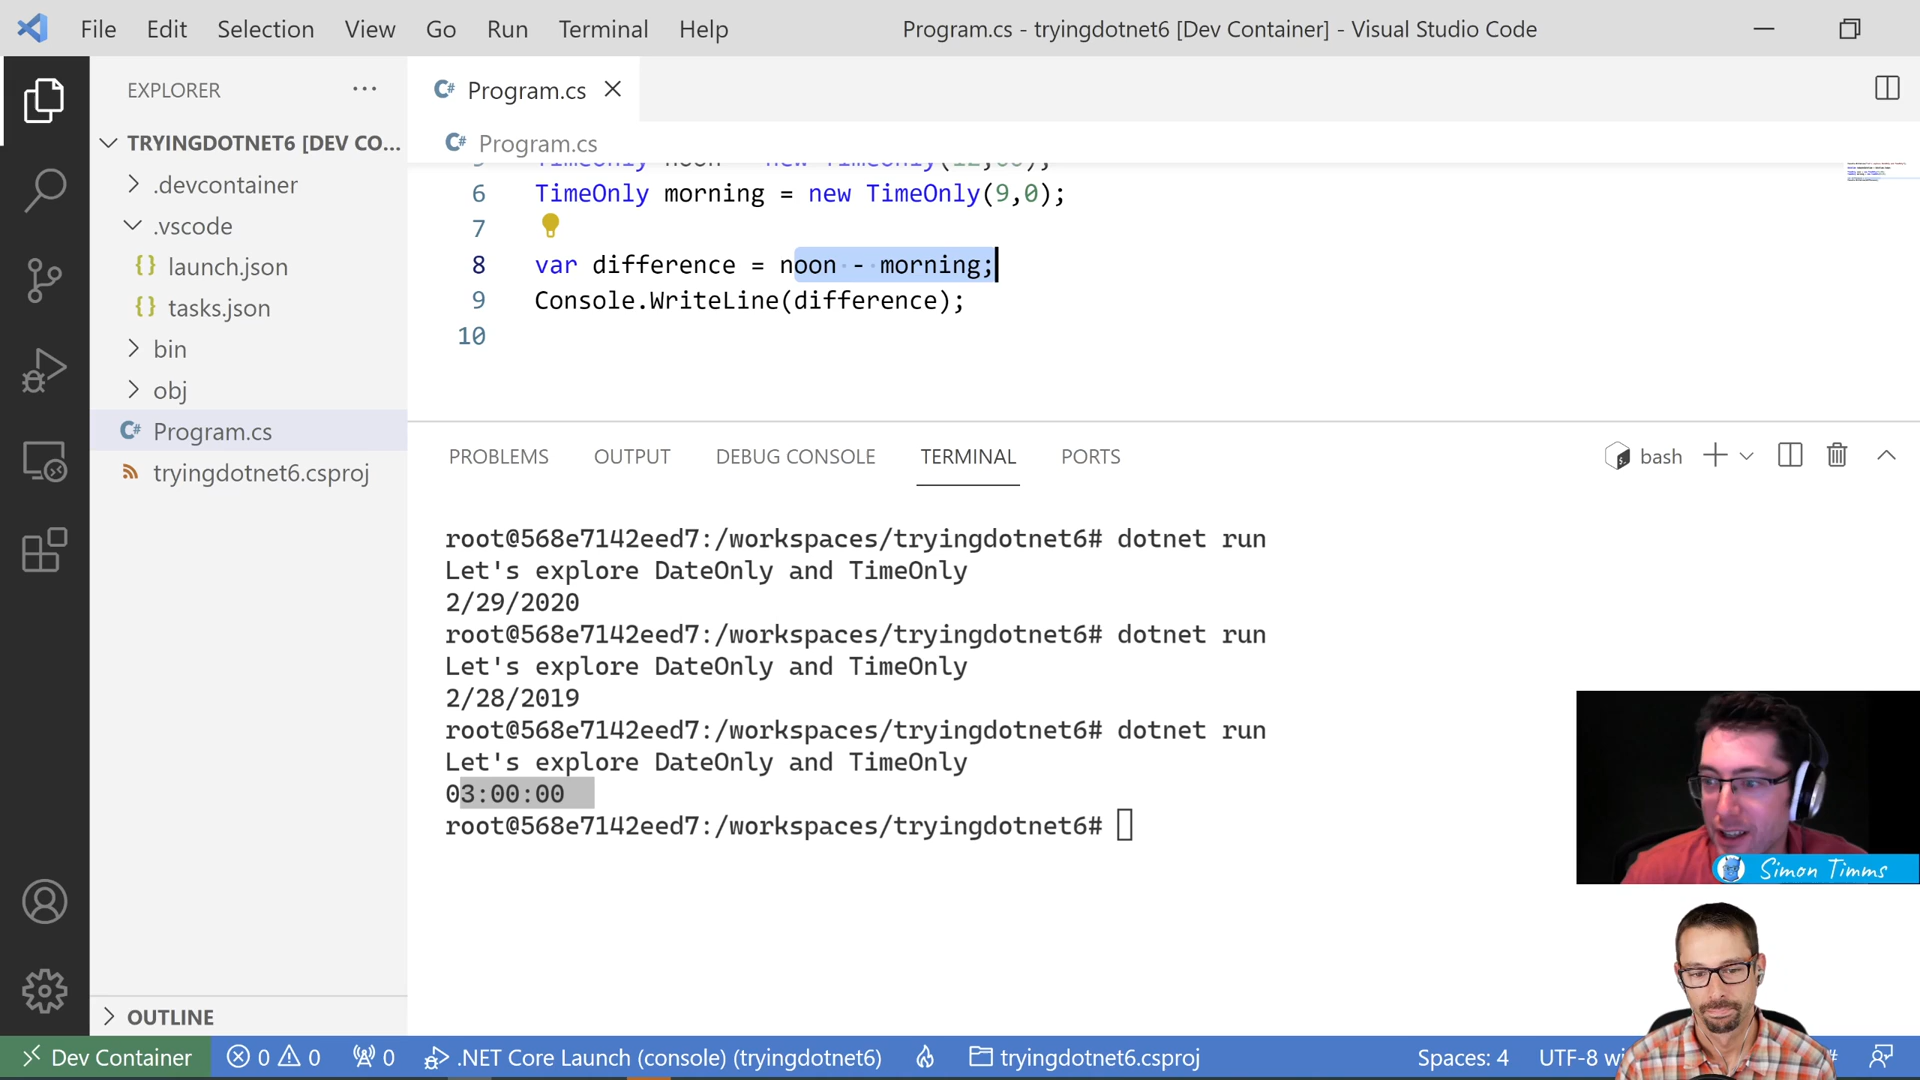 File Edit Selection View Go Run Terminal Help
Program.cs - tryingdotnet6 [Dev Container] - Visual Studio Code
EXPLORER
TRYINGDOTNET6 [DEV CO...
.devcontainer
.vscode
{} launch.json
{} tasks.json
bin
obj
C# Program.cs
tryingdotnet6.csproj
OUTLINE
C# Program.cs
C# Program.cs
6 TimeOnly morning = new TimeOnly(9,0);
7
8 var difference = noon - morning;
9 Console.WriteLine(difference);
10
PROBLEMS OUTPUT DEBUG CONSOLE TERMINAL PORTS
bash
root@568e7142eed7:/workspaces/tryingdotnet6# dotnet run
Let's explore DateOnly and TimeOnly
2/29/2020
root@568e7142eed7:/workspaces/tryingdotnet6# dotnet run
Let's explore DateOnly and TimeOnly
2/28/2019
root@568e7142eed7:/workspaces/tryingdotnet6# dotnet run
Let's explore DateOnly and TimeOnly
03:00:00
root@568e7142eed7:/workspaces/tryingdotnet6#
Simon Timms
Dev Container 0 0 0 .NET Core Launch (console) (tryingdotnet6) tryingdotnet6.csproj Spaces: 4 UTF-8